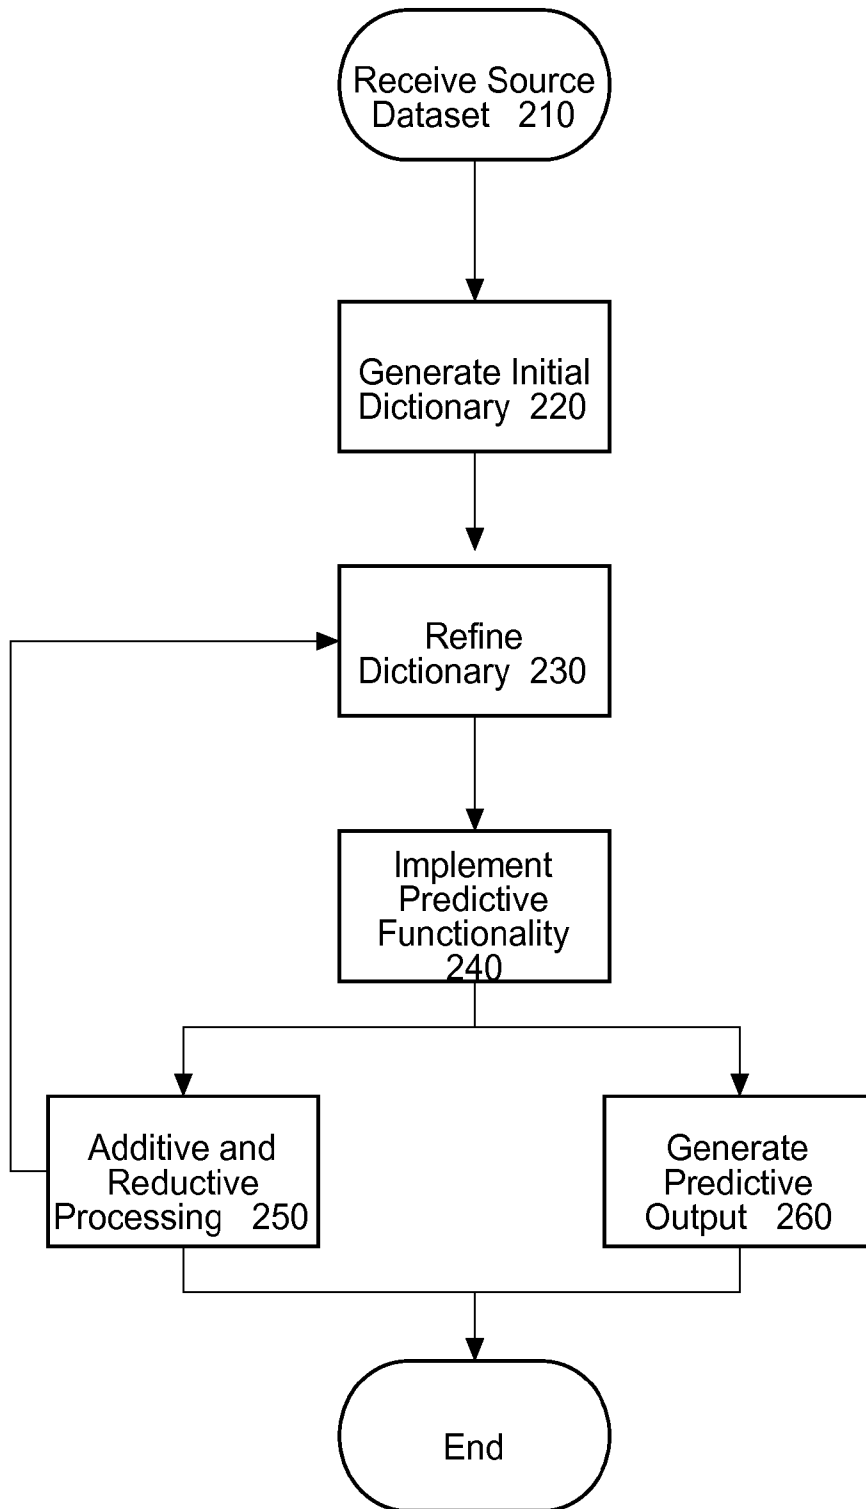 Receive Source
Dataset 210
Generate Initial
Dictionary 220
Refine
Dictionary 230
Implement
Predictive
Functionality
240
Additive and
Reductive
Processing 250
Generate
Predictive
Output 260
End